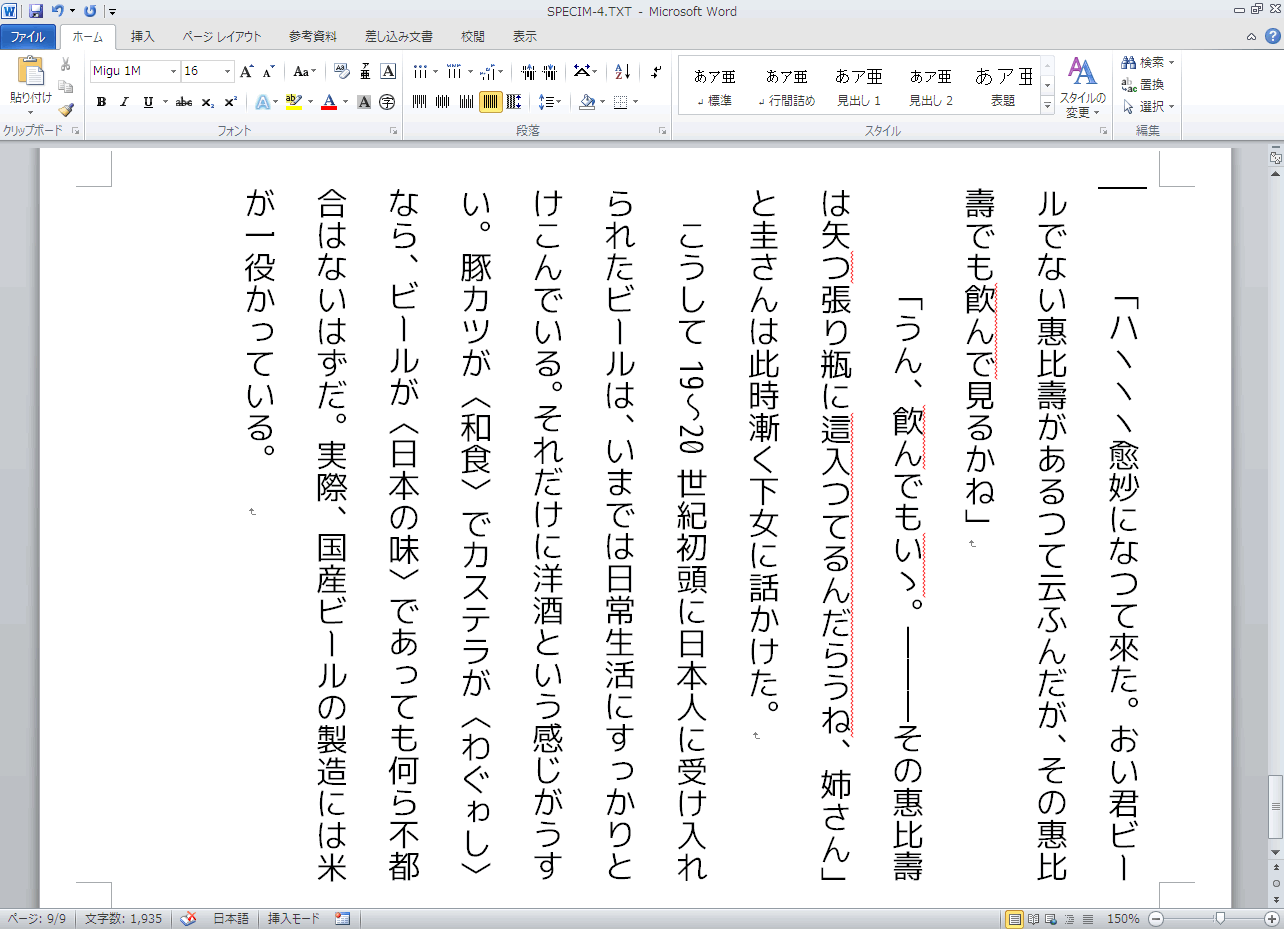 SPECIM-4.TXT - Microsoft Word
ファイル
ホーム
挿入
ページ レイアウト
参考資料
差し込み文書
校閲
表示
貼り付け
クリップボード
Migu 1M
16
フォント
段落
あア亜
標準
あア亜
行間詰め
あア亜
見出し 1
あア亜
見出し 2
あア亜
表題
スタイルの
変更
スタイル
検索
置換
選択
編集
「ハヽヽヽ愈妙になつて來た。おい君ビー
ルでない惠比壽があるつて云ふんだが、その惠比
壽でも飮んで見るかね」
「うん、飮んでもいゝ。―――その惠比壽
は矢つ張り瓶に這入つてるんだらうね、姉さん」
と圭さんは此時漸く下女に話かけた。
こうして 19～20 世紀初頭に日本人に受け入れ
られたビールは、いまでは日常生活にすっかりと
けこんでいる。それだけに洋酒という感じがうす
い。豚カツが〈和食〉でカステラが〈わぐゎし〉
なら、ビールが〈日本の味〉であっても何ら不都
合はないはずだ。実際、国産ビールの製造には米
が一役かっている。
ページ: 9/9
文字数: 1,935
日本語
挿入モード
150%